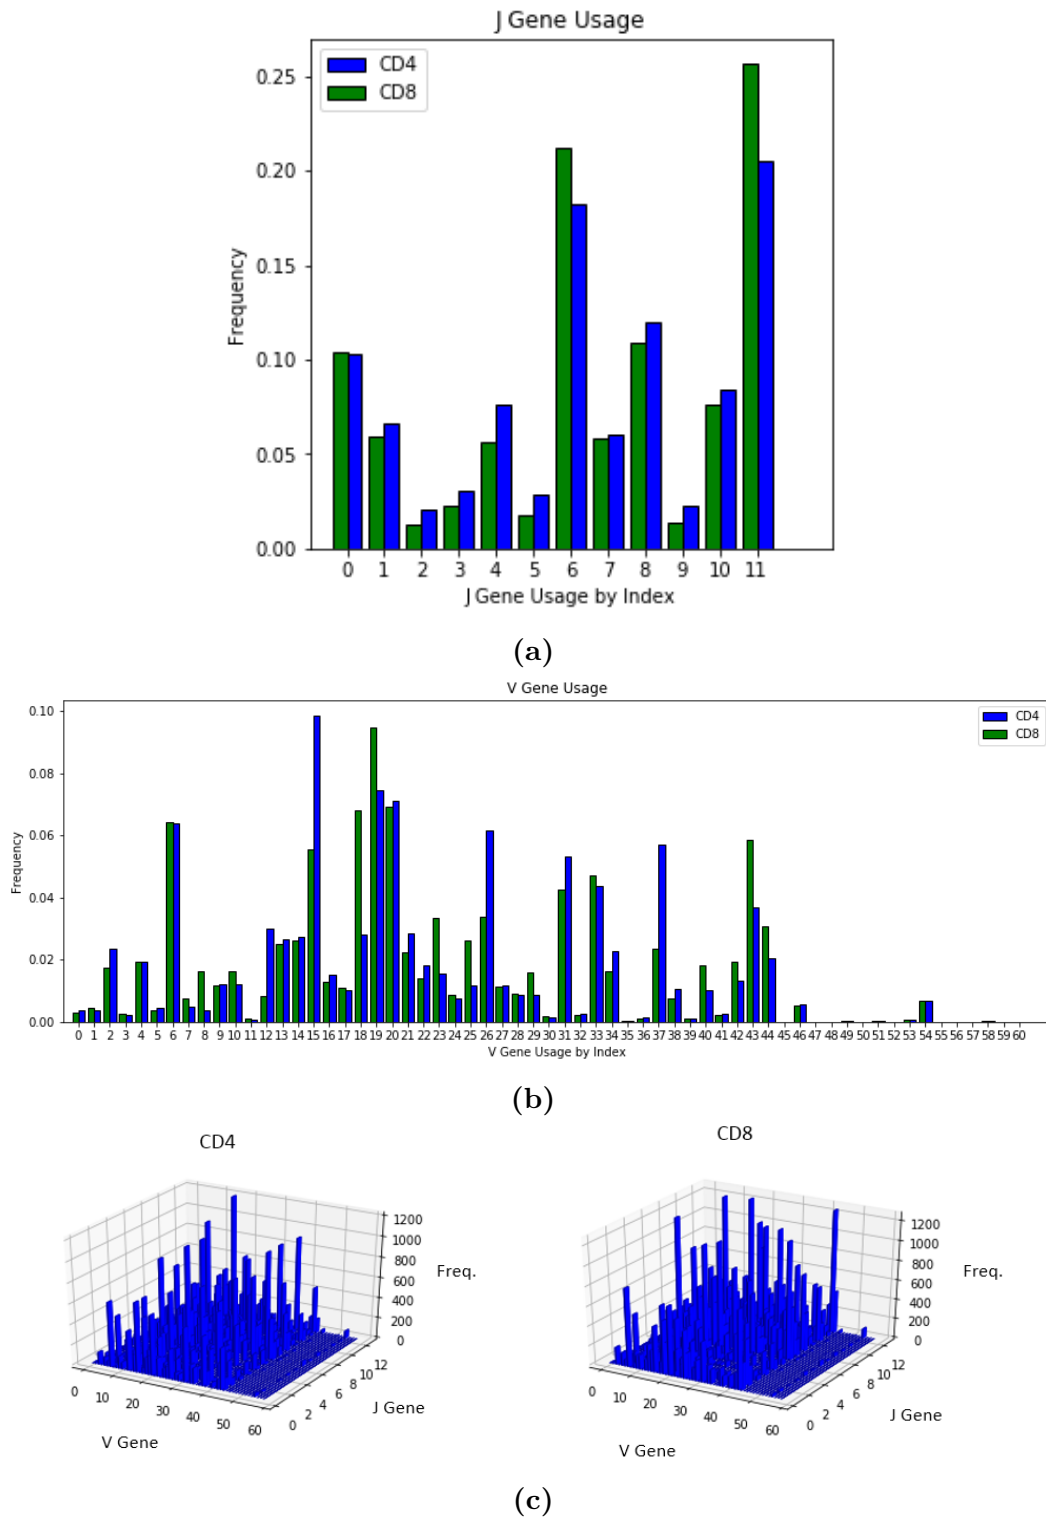 J Gene Usage
CD4
CD8
0.25
0.20
0.15
0.10
0.05
0.00
Frequency
0 1 2 3 4 5 6 7 8 9 10 11
J Gene Usage by Index
(a)
V Gene Usage
CD4
CD8
0.10
0.08
0.06
0.04
0.02
0.00
Frequency
0 1 2 3 4 5 6 7 8 9 10 11 12 13 14 15 16 17 18 19 20 21 22 23 24 25 26 27 28 29 30 31 32 33 34 35 36 37 38 39 40 41 42 43 44 45 46 47 48 49 50 51 52 53 54 55 56 57 58 59 60
V Gene Usage by Index
(b)
CD4
1200
1000
800
600
400
200
0
Freq.
0 10 20 30 40 50 60
0 2 4 6 8 10 12
V Gene
J Gene
CD8
1200
1000
800
600
400
200
0
Freq.
0 10 20 30 40 50 60
0 2 4 6 8 10 12
V Gene
J Gene
(c)